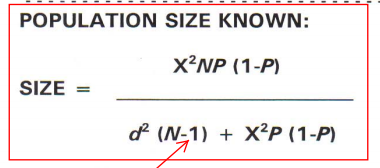 POPULATION SIZE KNOWN:
X²NP (1-P)
SIZE =
d² (N-1) + X²P (1-P)